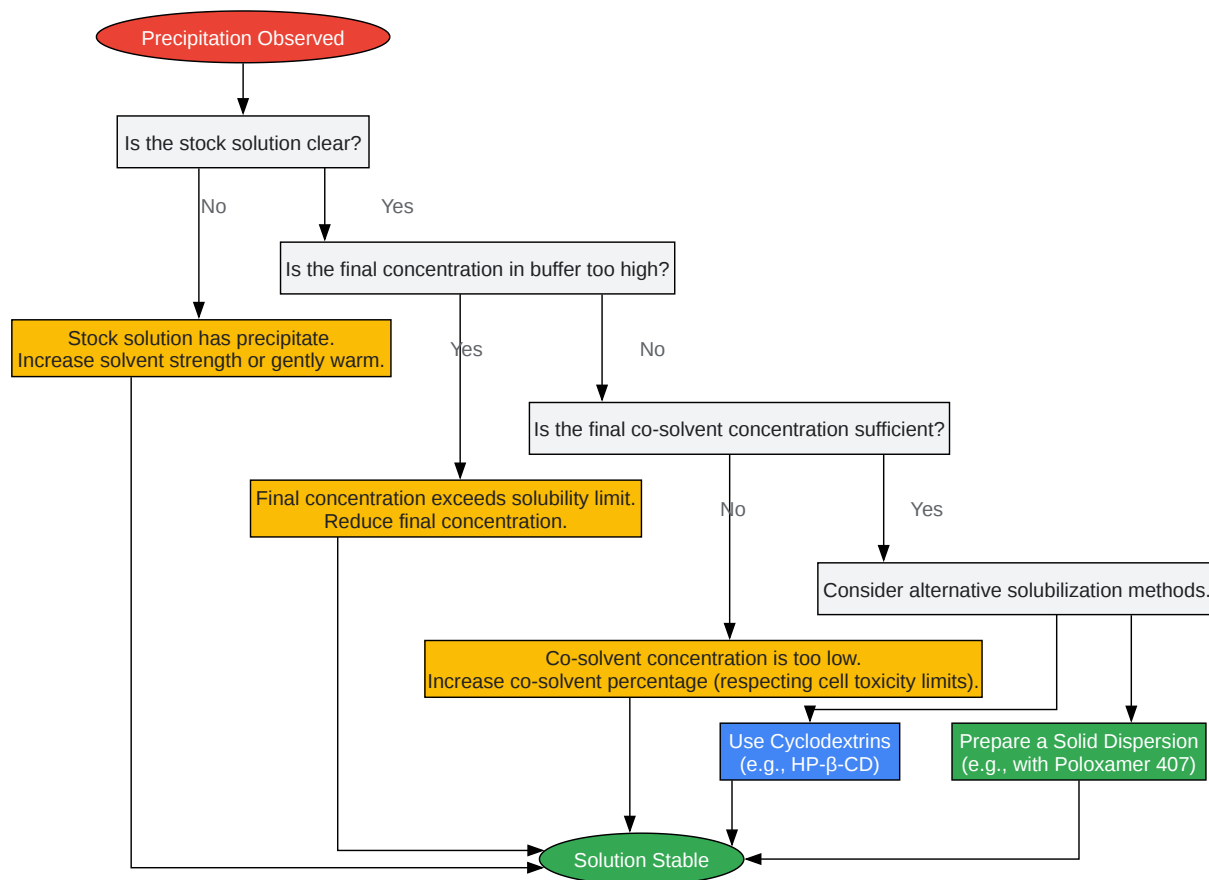 Precipitation Observed
Is the stock solution clear?
No
Yes
Is the final concentration in buffer too high?
Stock solution has precipitate.
Increase solvent strength or gently warm.
Yes
No
Is the final co-solvent concentration sufficient?
Final concentration exceeds solubility limit.
Reduce final concentration.
No
Yes
Consider alternative solubilization methods.
Co-solvent concentration is too low.
Increase co-solvent percentage (respecting cell toxicity limits).
Use Cyclodextrins
(e.g., HP-β-CD)
Prepare a Solid Dispersion
(e.g., with Poloxamer 407)
Solution Stable